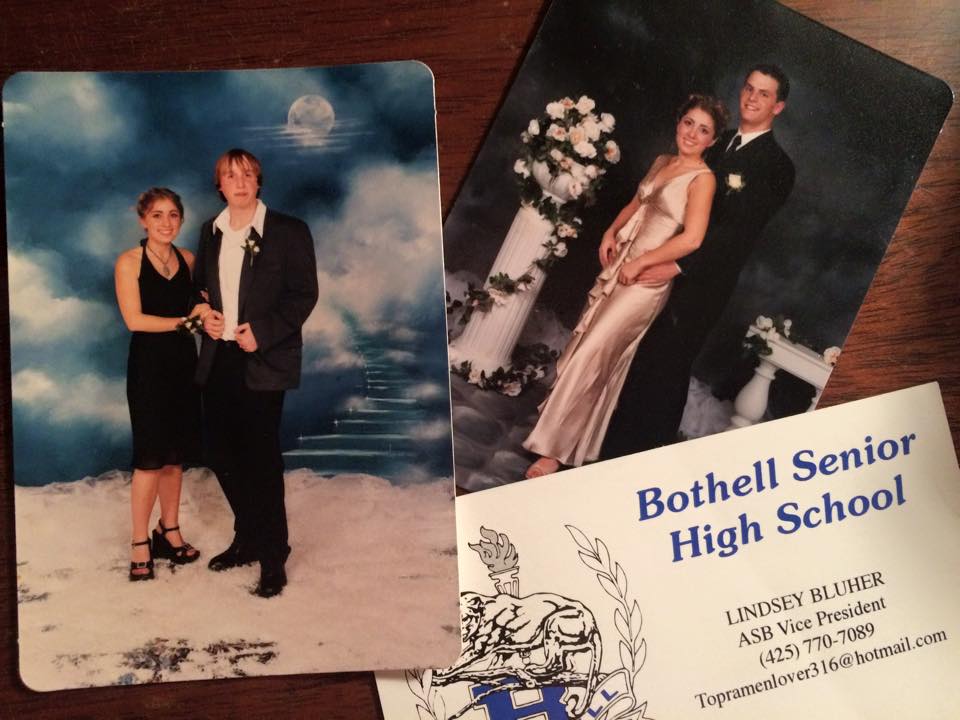 Bothell Senior
High School
LINDSEY BLUHER
ASB Vice President
(425) 770-7089
Topramenlover316@hotmail.com
B